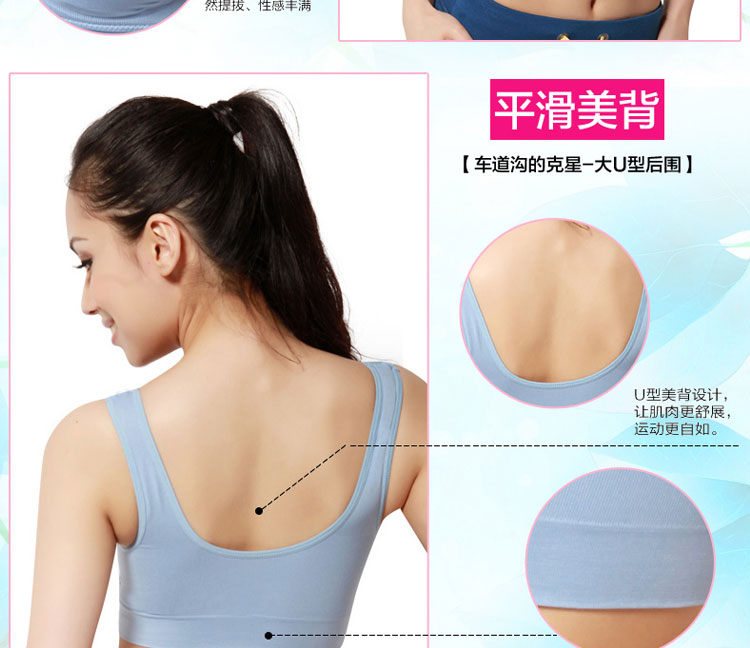 然提拔、性感丰满
平滑美背
【车道沟的克星-大U型后围】
U型美背设计，
让肌肉更舒展，
运动更自如。